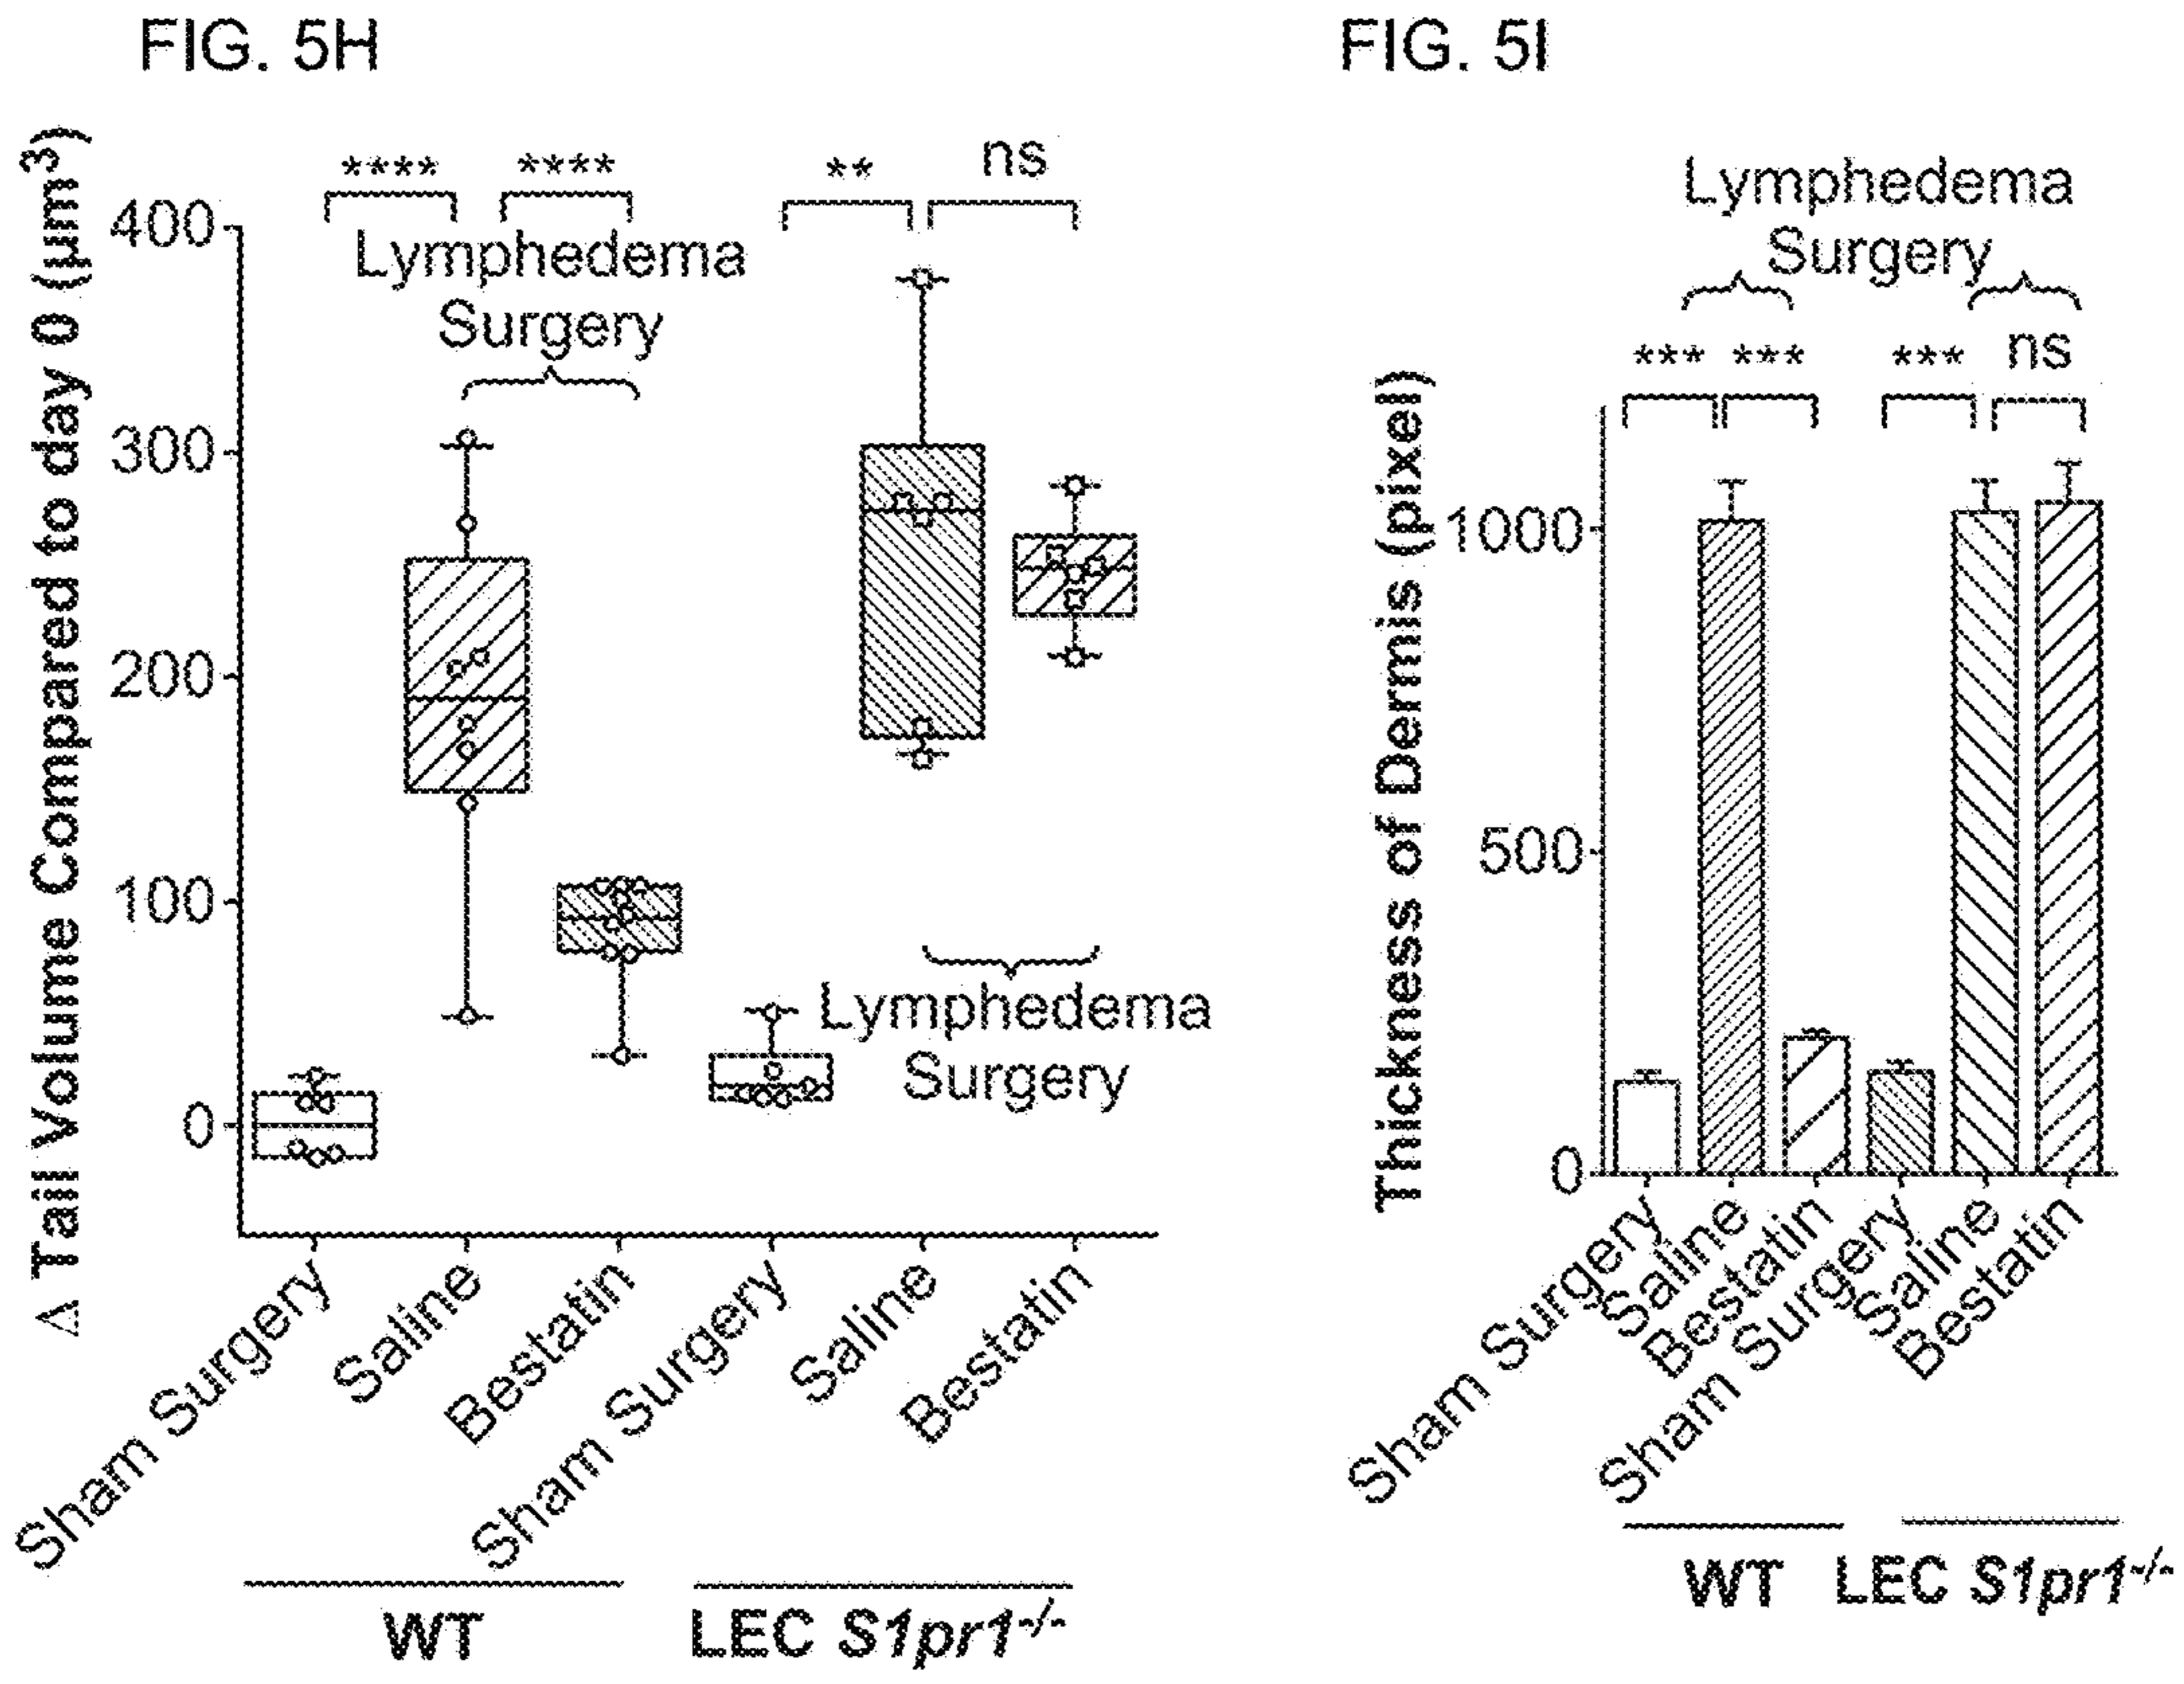 FIG. 5H
Δ Tail Volume Compared to day 0 (µm³)
****
****
**
ns
400
300
200
100
0
Lymphedema
Surgery
Lymphedema
Surgery
Sham Surgery
Saline
Bestatin
Sham Surgery
Saline
Bestatin
WT
LEC S1pr1-/-
FIG. 5I
Thickness of Dermis (pixel)
Lymphedema
Surgery
***
***
***
ns
1000
500
0
Sham Surgery
Saline
Bestatin
Sham Surgery
Saline
Bestatin
WT
LEC S1pr1-/-